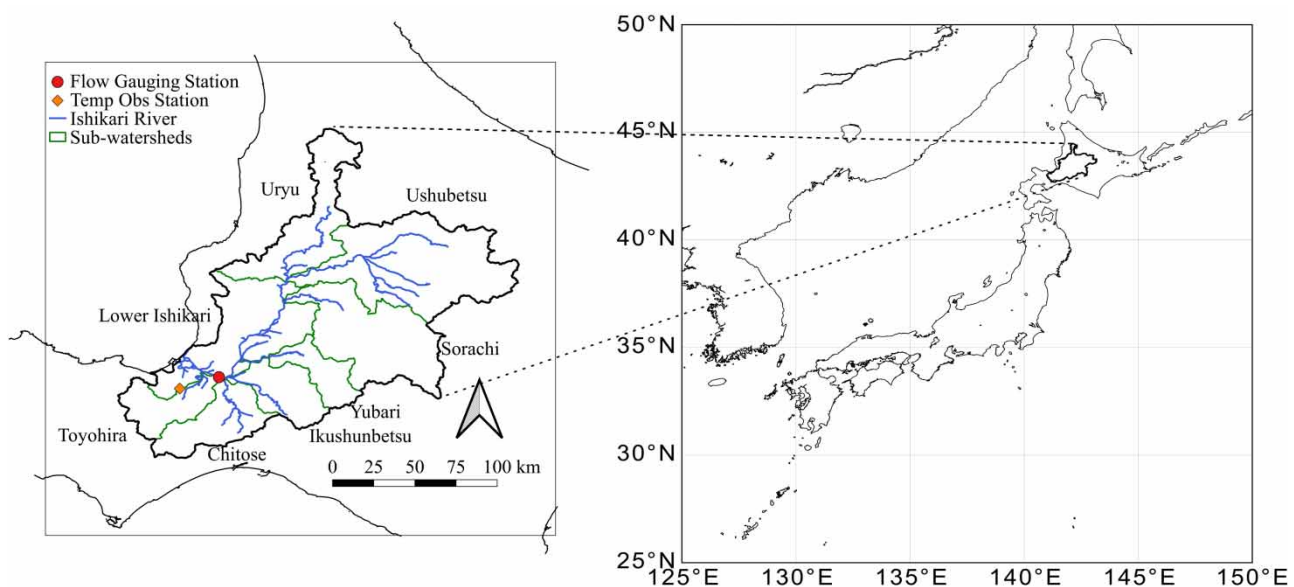 Flow Gauging Station
Temp Obs Station
Ishikari River
Sub-watersheds
Uryu
Ushubetsu
Lower Ishikari
Sorachi
Yubari
Toyohira
Ikushunbetsu
Chitose
0 25 50 75 100 km
50°N
45°N
40°N
35°N
30°N
25°N
125°E 130°E 135°E 140°E 145°E 150°E